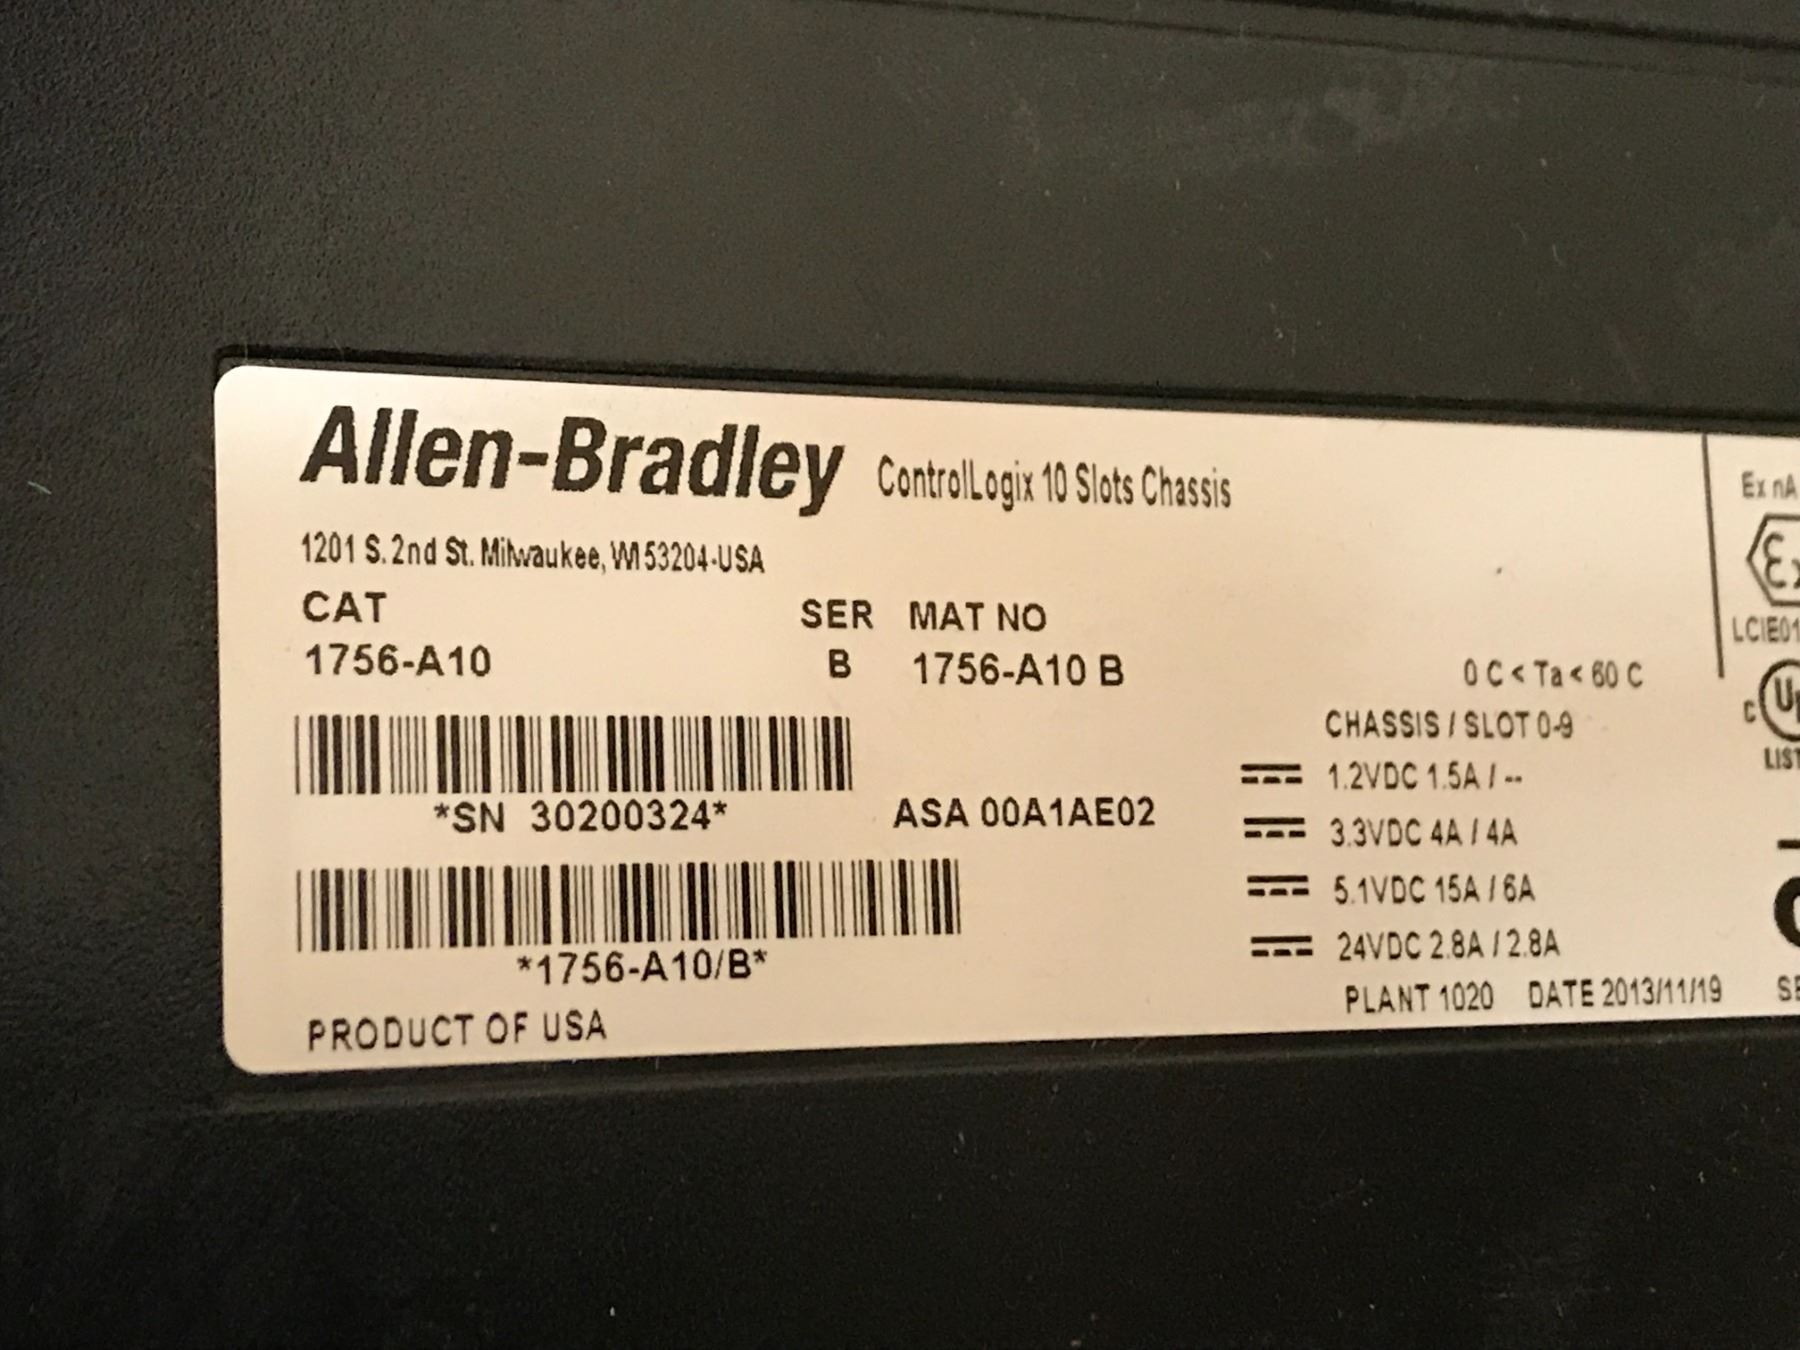 Allen-Bradley ControlLogix 10 Slots Chassis
1201 S. 2nd St. Milwaukee, WI 53204-USA
CAT SER MAT NO
1756-A10 B 1756-A10 B
*SN 30200324* ASA 00A1AE02
*1756-A10/B*
PRODUCT OF USA
0 C < Ta < 60 C
CHASSIS / SLOT 0-9
1.2VDC 1.5A / --
3.3VDC 4A / 4A
5.1VDC 15A / 6A
24VDC 2.8A / 2.8A
PLANT 1020 DATE 2013/11/19
Ex nA
Ex
LCIE01
c
LIST